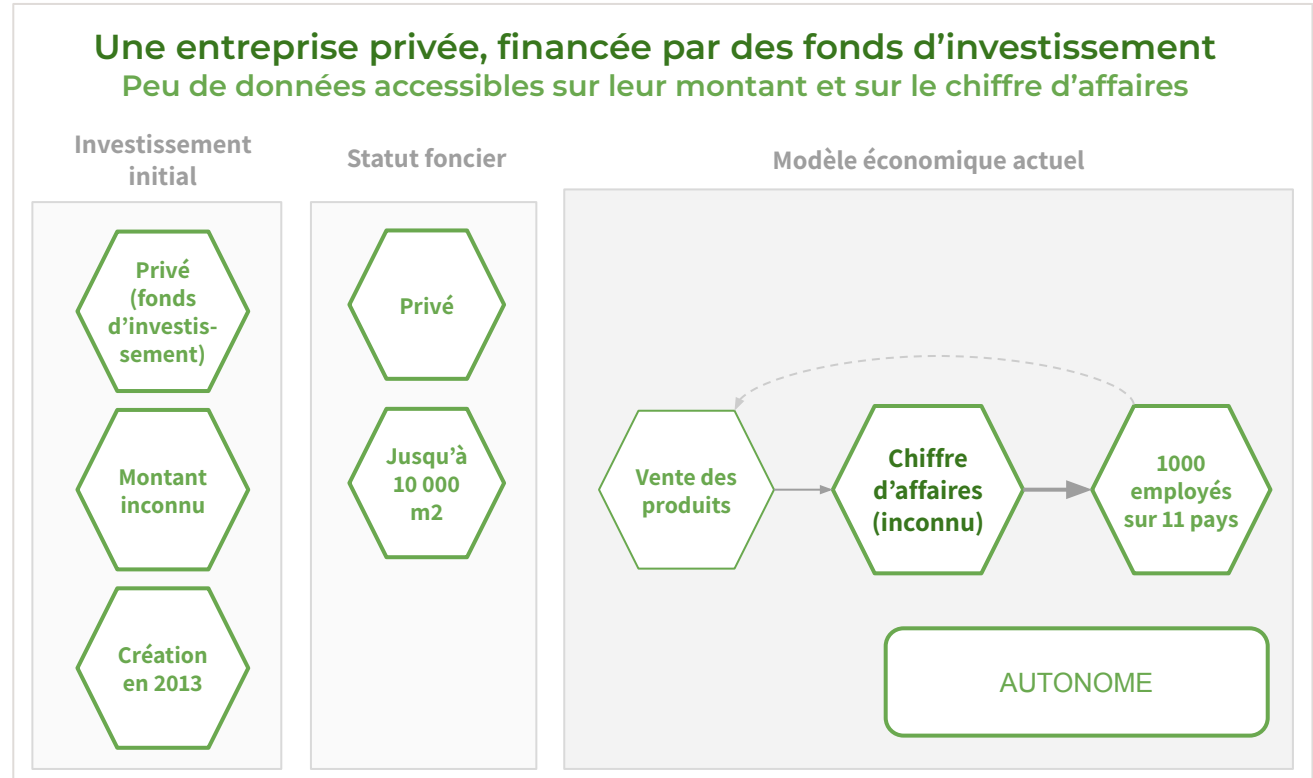 Une entreprise privée, financée par des fonds d’investissement
Peu de données accessibles sur leur montant et sur le chiffre d’affaires
Investissement
initial
Statut foncier
Modèle économique actuel
Privé
(fonds
d’investis-
sement)
Montant
inconnu
Création
en 2013
Privé
Jusqu’à
10 000
m2
Vente des
produits
Chiffre
d’affaires
(inconnu)
1000
employés
sur 11 pays
AUTONOME